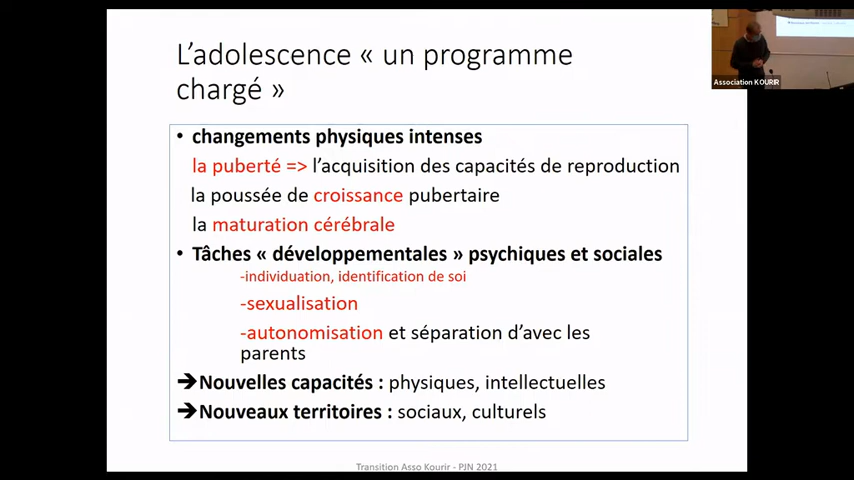 L'adolescence « un programme
chargé »
• changements physiques intenses
la puberté => l'acquisition des capacités de reproduction
la poussée de croissance pubertaire
la maturation cérébrale
• Tâches « développementales » psychiques et sociales
-individuation, identification de soi
-sexualisation
-autonomisation et séparation d'avec les
parents
➔Nouvelles capacités : physiques, intellectuelles
➔Nouveaux territoires : sociaux, culturels
Transition Asso Kourir - PJN 2021
Association KOURIR